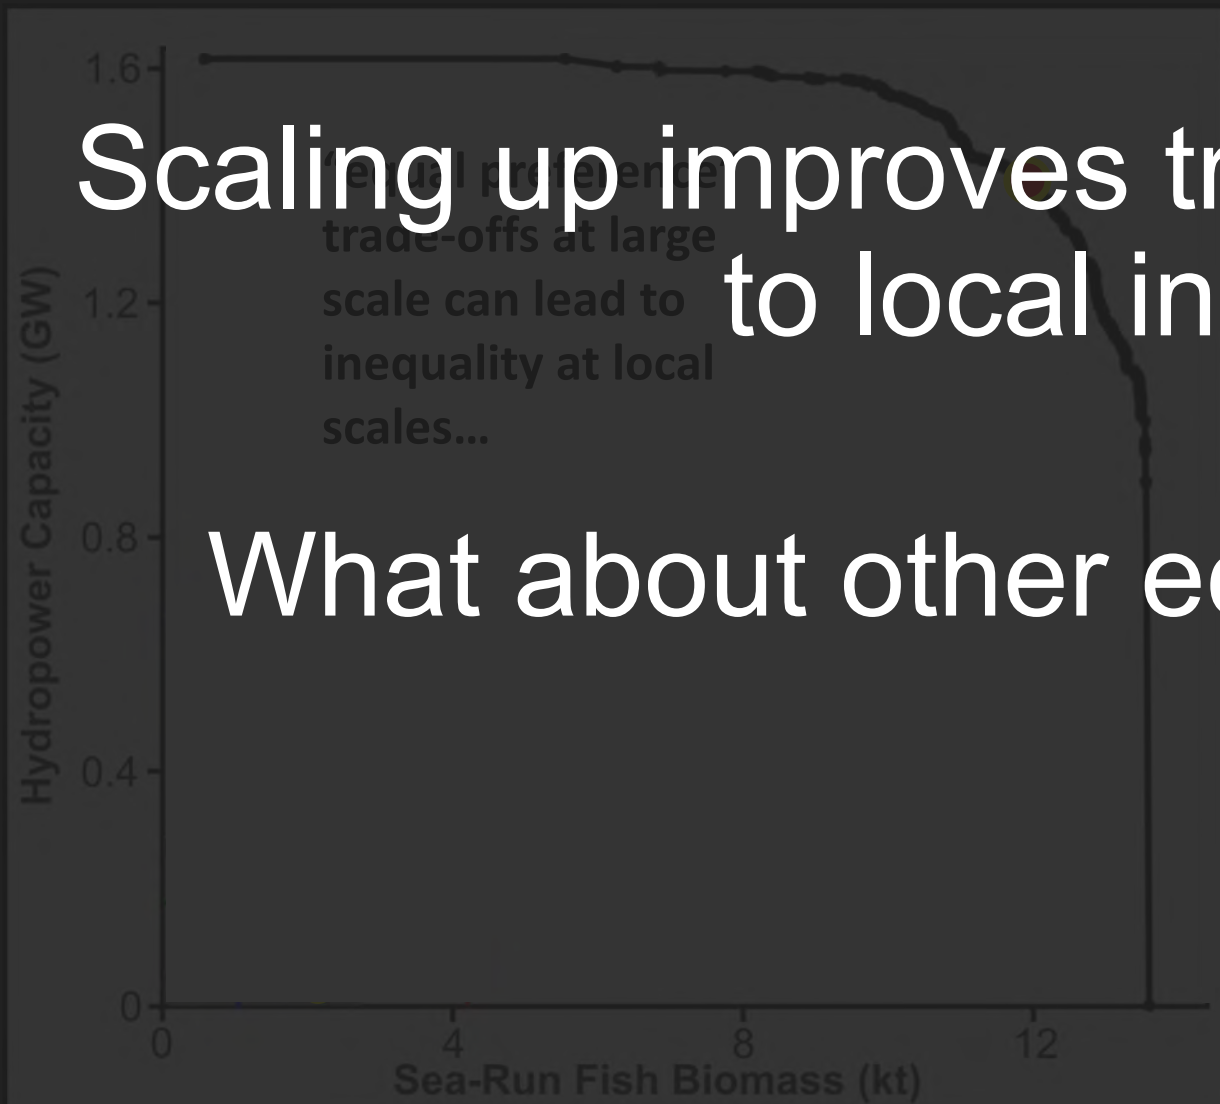 1.6
Scaling up improves tr
"equal preference"
trade-offs at large
scale can lead to
to local in
inequality at local
scales...
1.2
Hydropower Capacity (GW)
What about other ec
0.8
0.4
0
0 4 8 12
Sea-Run Fish Biomass (kt)